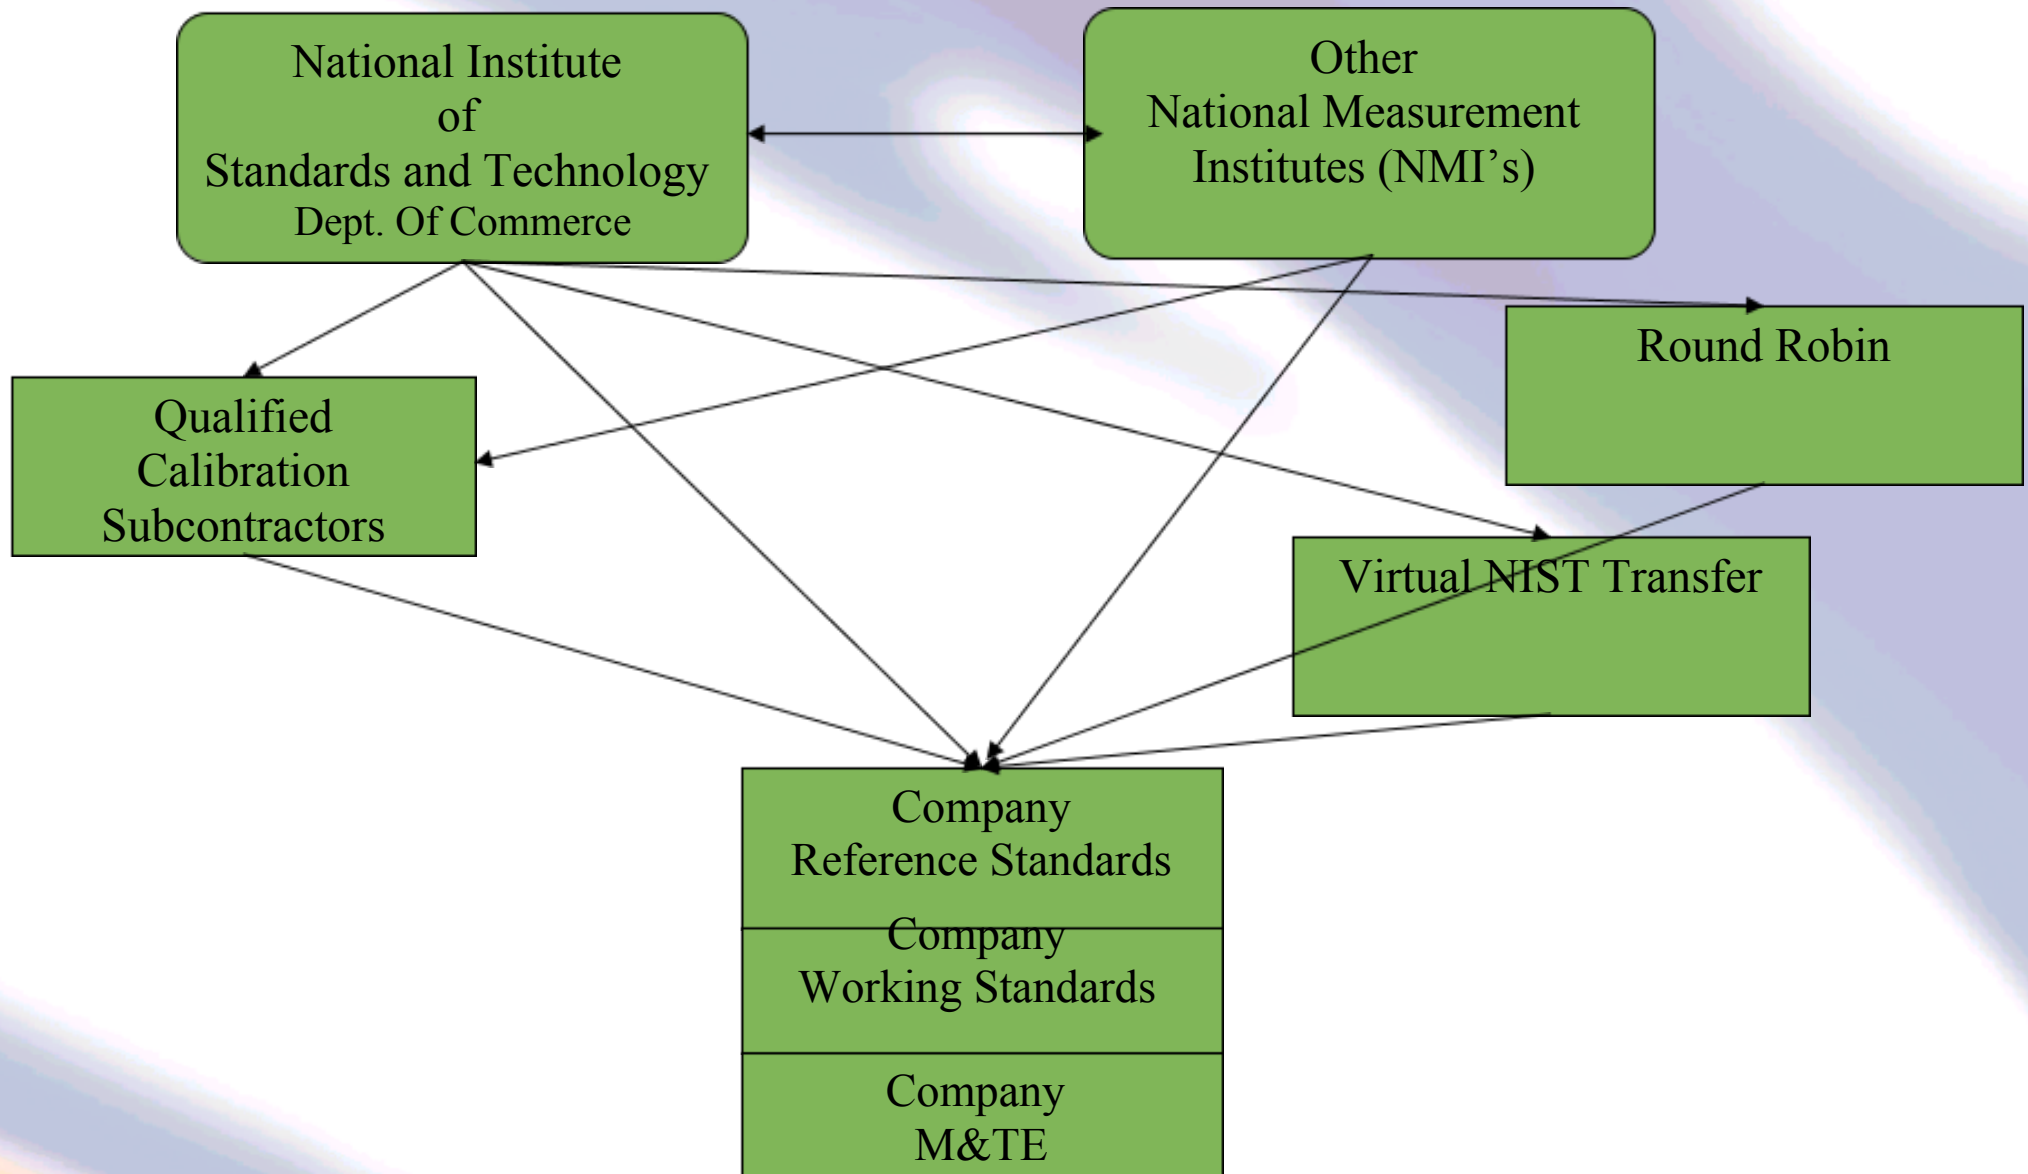 National Institute
of
Standards and Technology
Dept. Of Commerce
Other
National Measurement
Institutes (NMI’s)
Round Robin
Qualified
Calibration
Subcontractors
Virtual NIST Transfer
Company
Reference Standards
Company
Working Standards
Company
M&TE